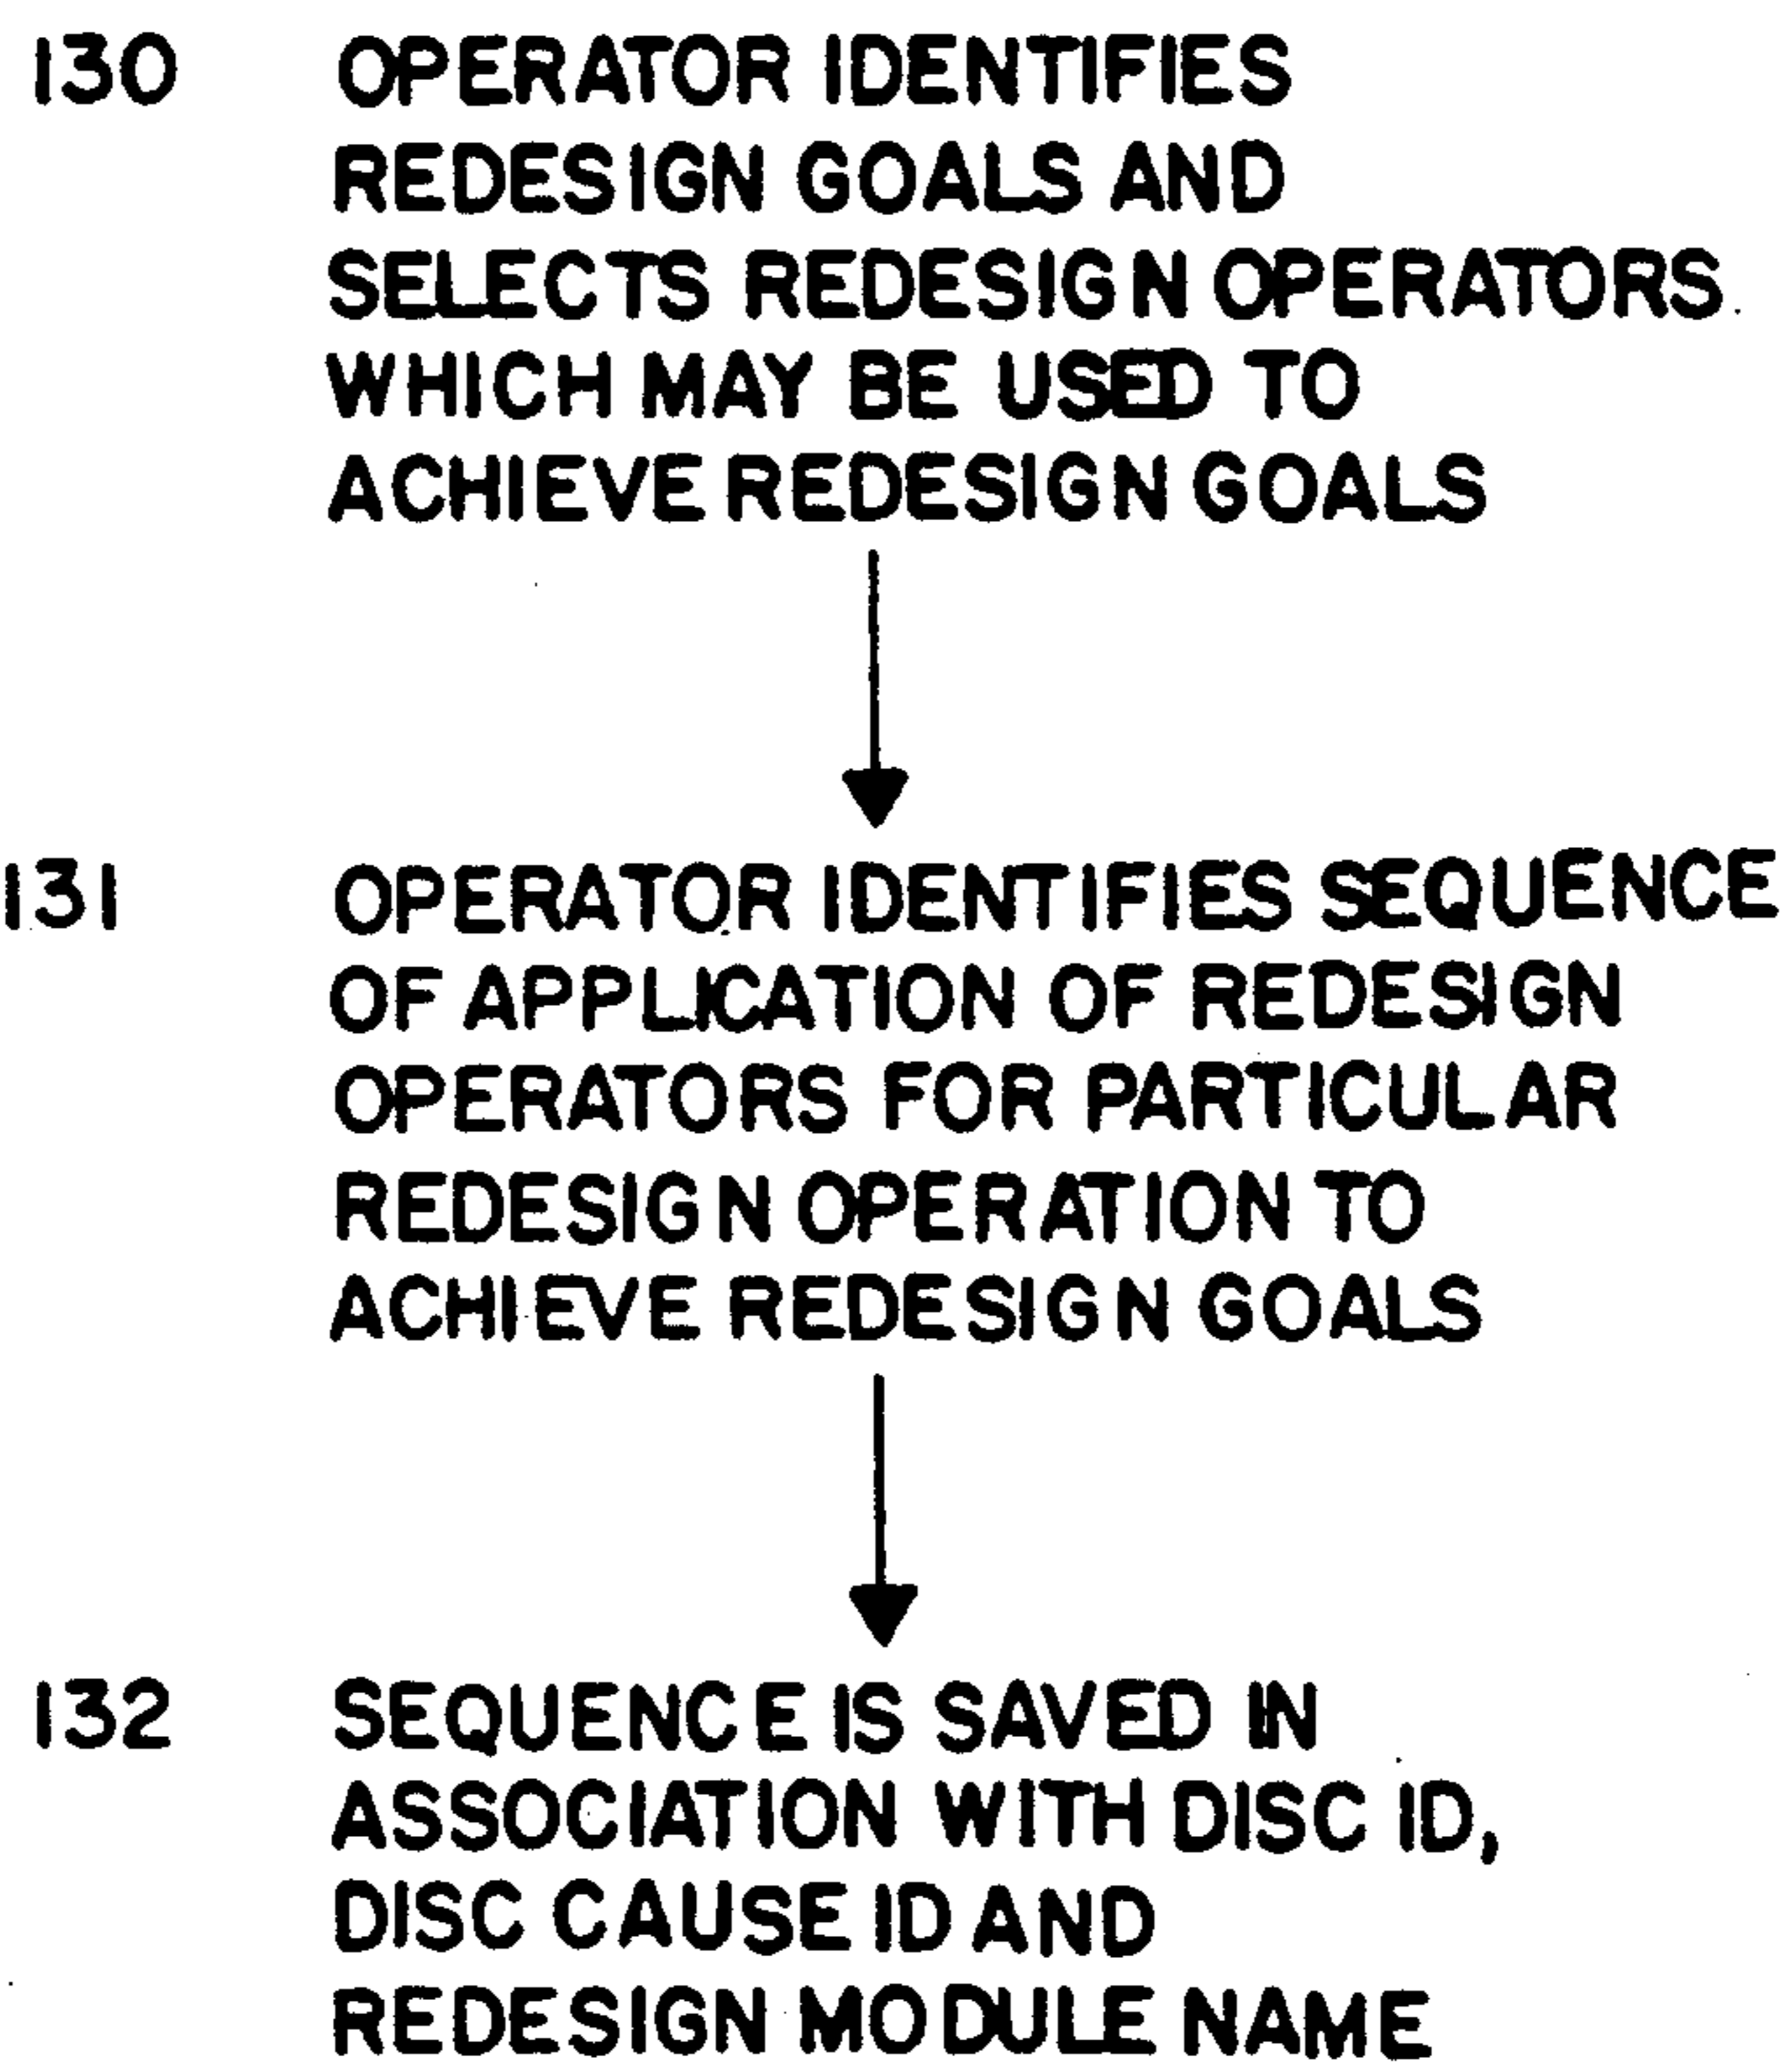 130 OPERATOR IDENTIFIES
REDESIGN GOALS AND
SELECTS REDESIGN OPERATORS
WHICH MAY BE USED TO
ACHIEVE REDESIGN GOALS
131 OPERATOR IDENTIFIES SEQUENCE
OF APPLICATION OF REDESIGN
OPERATORS FOR PARTICULAR
REDESIGN OPERATION TO
ACHIEVE REDESIGN GOALS
132 SEQUENCE IS SAVED IN
ASSOCIATION WITH DISC ID,
DISC CAUSE ID AND
REDESIGN MODULE NAME